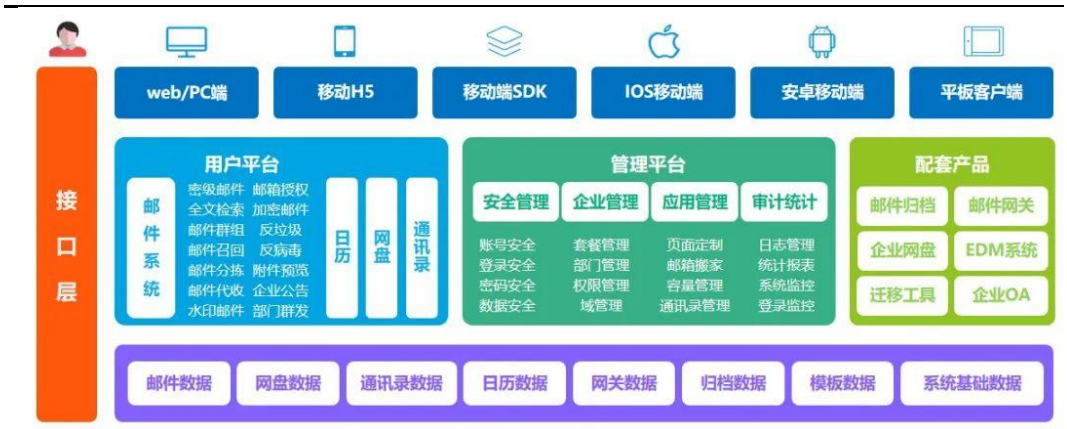 web/PC端
移动H5
移动端SDK
IOS移动端
安卓移动端
平板客户端
接口层
用户平台
邮件系统
密级邮件 邮箱授权
全文检索 加密邮件
邮件群组 反垃圾
邮件召回 反病毒
邮件分拣 附件预览
邮件代收 企业公告
水印邮件 部门群发
日历
网盘
通讯录
管理平台
安全管理
账号安全
登录安全
密码安全
数据安全
企业管理
套餐管理
部门管理
权限管理
域管理
应用管理
页面定制
邮箱搬家
容量管理
通讯录管理
审计统计
日志管理
统计报表
系统监控
登录监控
配套产品
邮件归档
邮件网关
企业网盘
EDM系统
迁移工具
企业OA
邮件数据
网盘数据
通讯录数据
日历数据
网关数据
归档数据
模板数据
系统基础数据